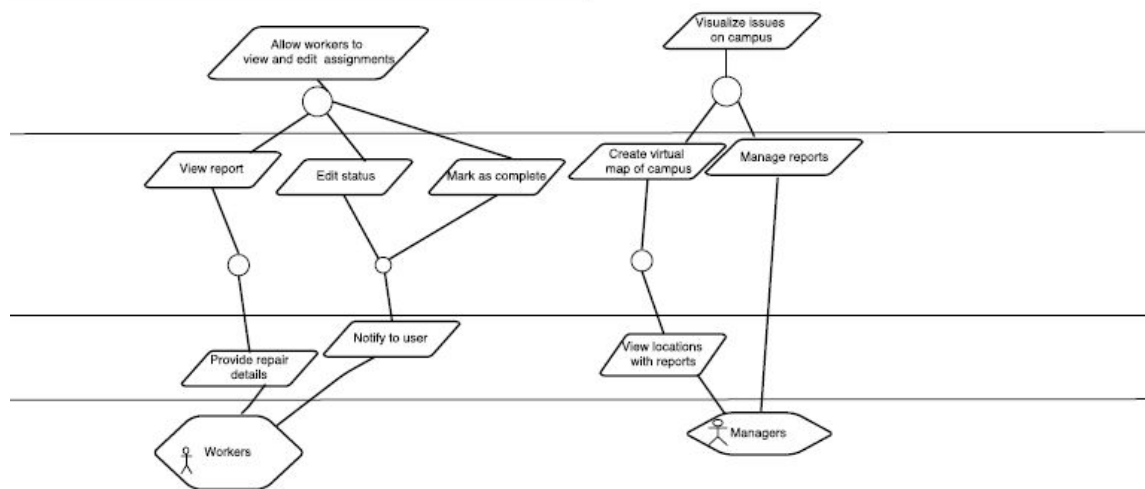 Allow workers to
view and edit assignments
Visualize issues
on campus
View report
Edit status
Mark as complete
Create virtual
map of campus
Manage reports
Provide repair
details
Notify to user
View locations
with reports
Workers
Managers